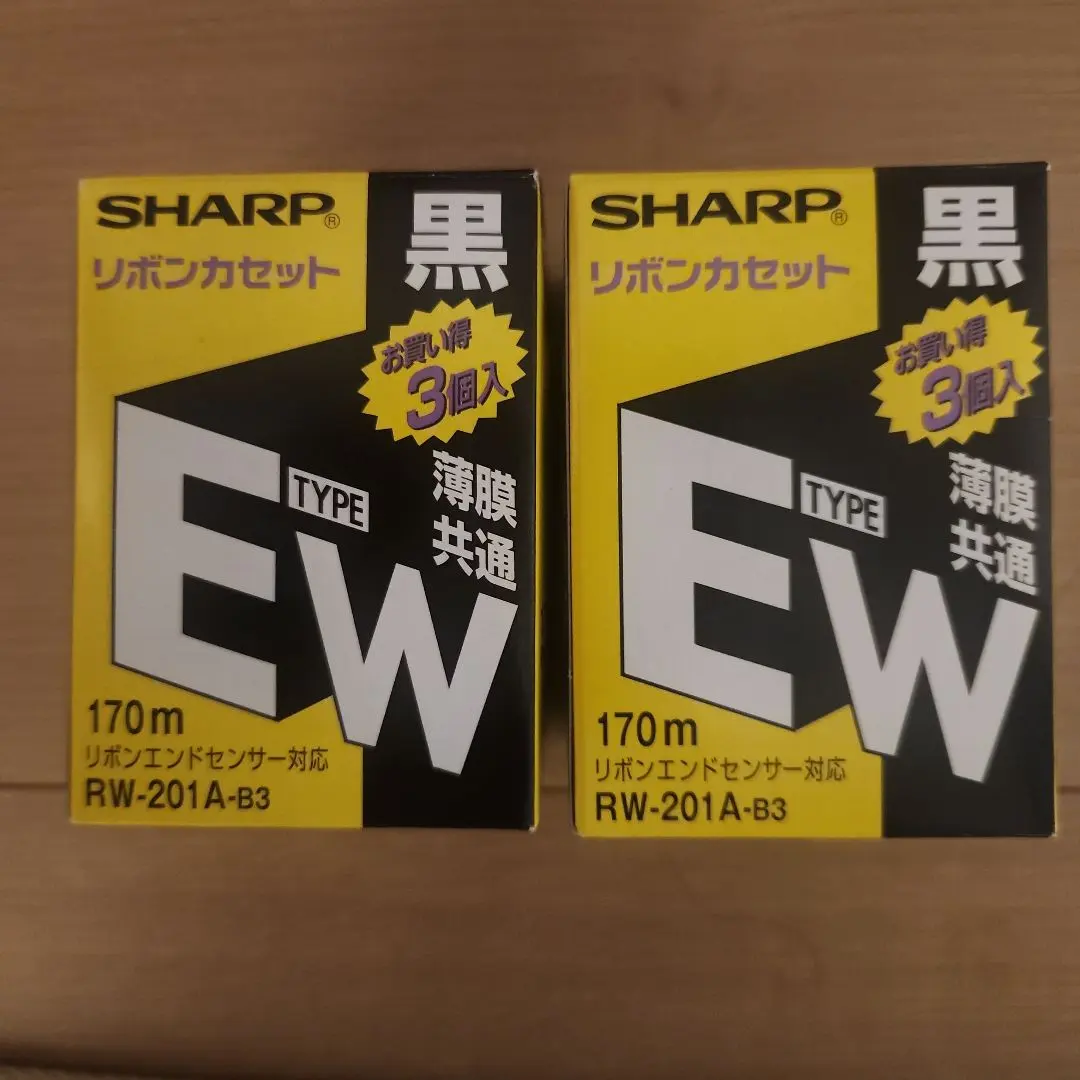 SHARP®
リボンカセット
黒
お買い得
3個入
薄膜
共通
TYPE
EW
170m
リボンエンドセンサー対応
RW-201A-B3
SHARP®
リボンカセット
黒
お買い得
3個入
薄膜
共通
TYPE
EW
170m
リボンエンドセンサー対応
RW-201A-B3